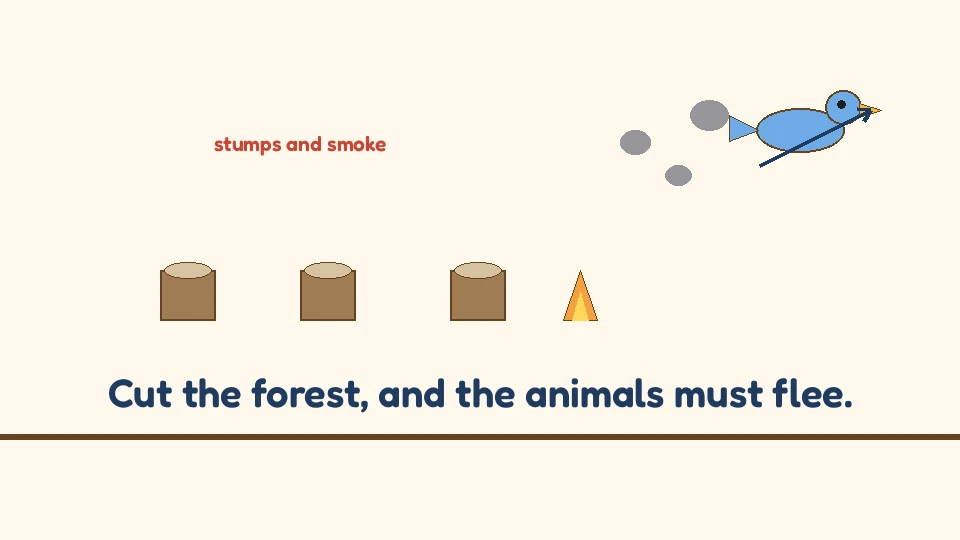 stumps and smoke
Cut the forest, and the animals must flee.